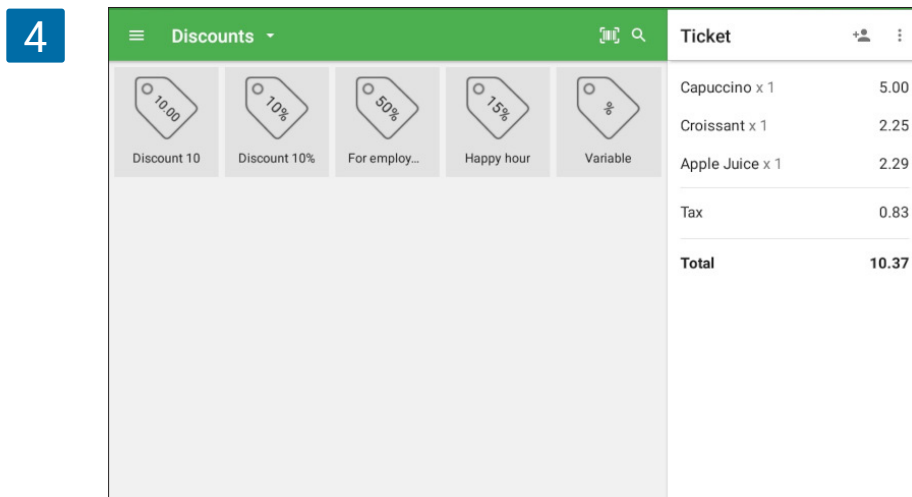 4
Discounts
Ticket
10.00
10%
50%
15%
%
Discount 10
Discount 10%
For employ...
Happy hour
Variable
Capuccino x 1 5.00
Croissant x 1 2.25
Apple Juice x 1 2.29
Tax 0.83
Total 10.37